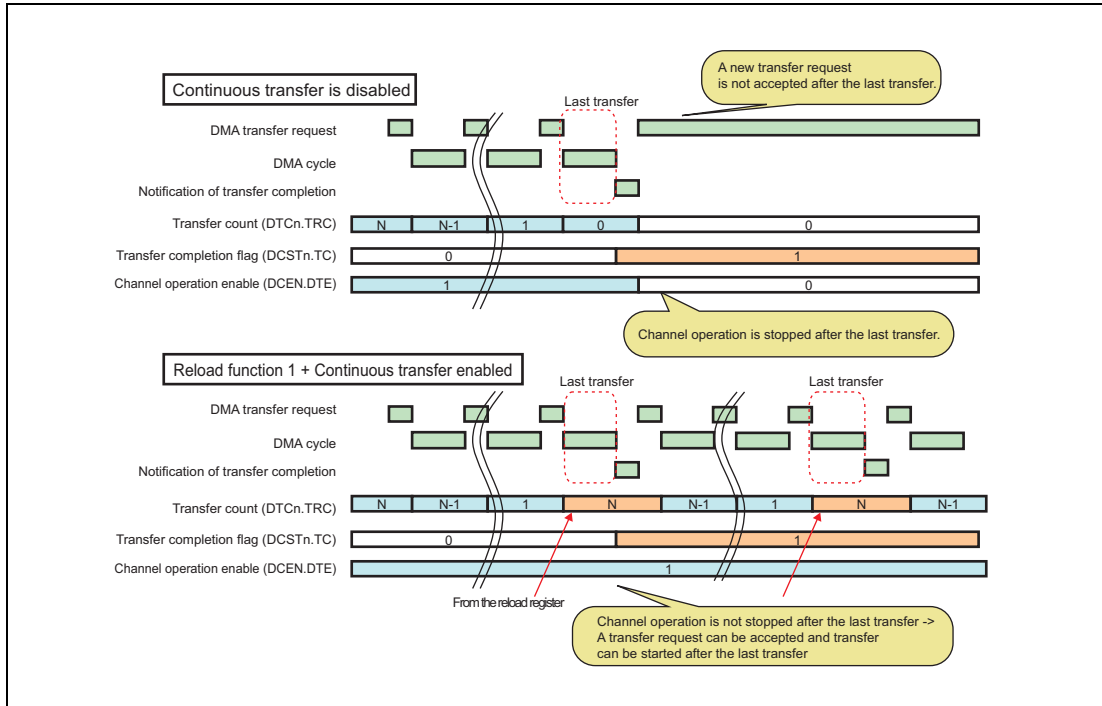 Continuous transfer is disabled
A new transfer request
is not accepted after the last transfer.
Last transfer
DMA transfer request
DMA cycle
Notification of transfer completion
Transfer count (DTCn.TRC)
N N-1 1 0 0
Transfer completion flag (DCSTn.TC)
0 1
Channel operation enable (DCEN.DTE)
1 0
Channel operation is stopped after the last transfer.
Reload function 1 + Continuous transfer enabled
Last transfer Last transfer
DMA transfer request
DMA cycle
Notification of transfer completion
Transfer count (DTCn.TRC)
N N-1 1 N N-1 1 N N-1
Transfer completion flag (DCSTn.TC)
0 1
Channel operation enable (DCEN.DTE)
1
From the reload register
Channel operation is not stopped after the last transfer ->
A transfer request can be accepted and transfer
can be started after the last transfer